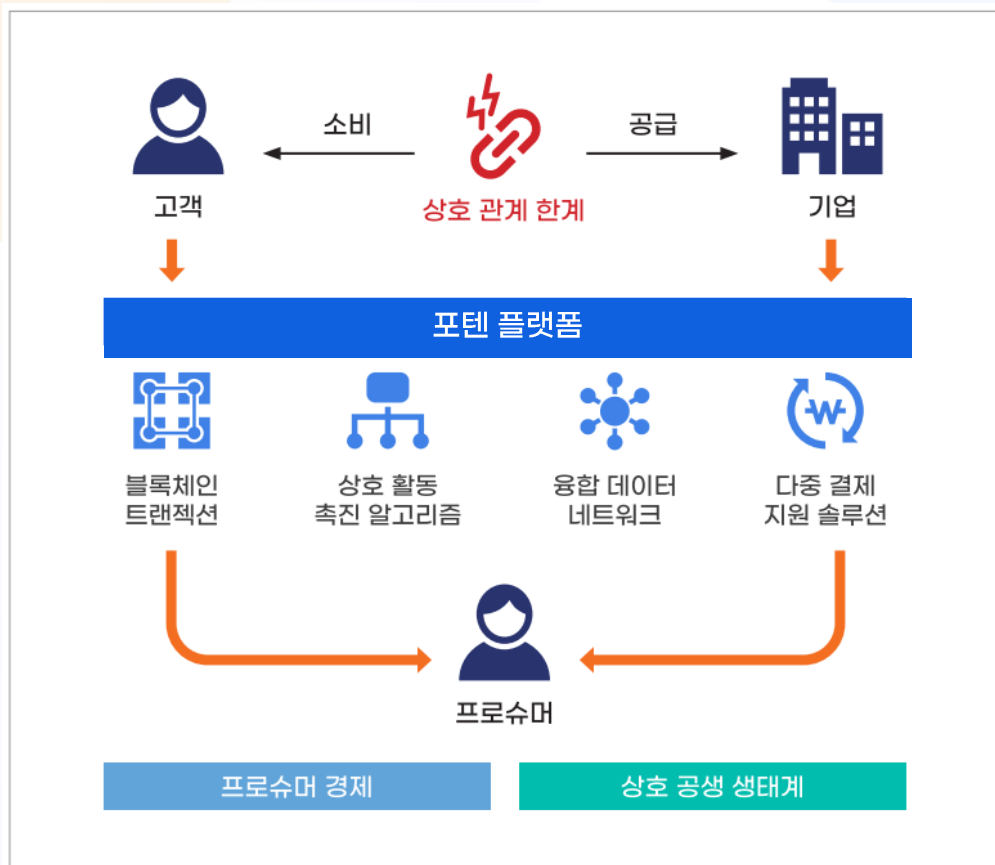 소비
공급
고객
상호 관계 한계
기업
포텐 플랫폼
블록체인
트랜젝션
상호 활동
촉진 알고리즘
융합 데이터
네트워크
다중 결제
지원 솔루션
프로슈머
프로슈머 경제
상호 공생 생태계